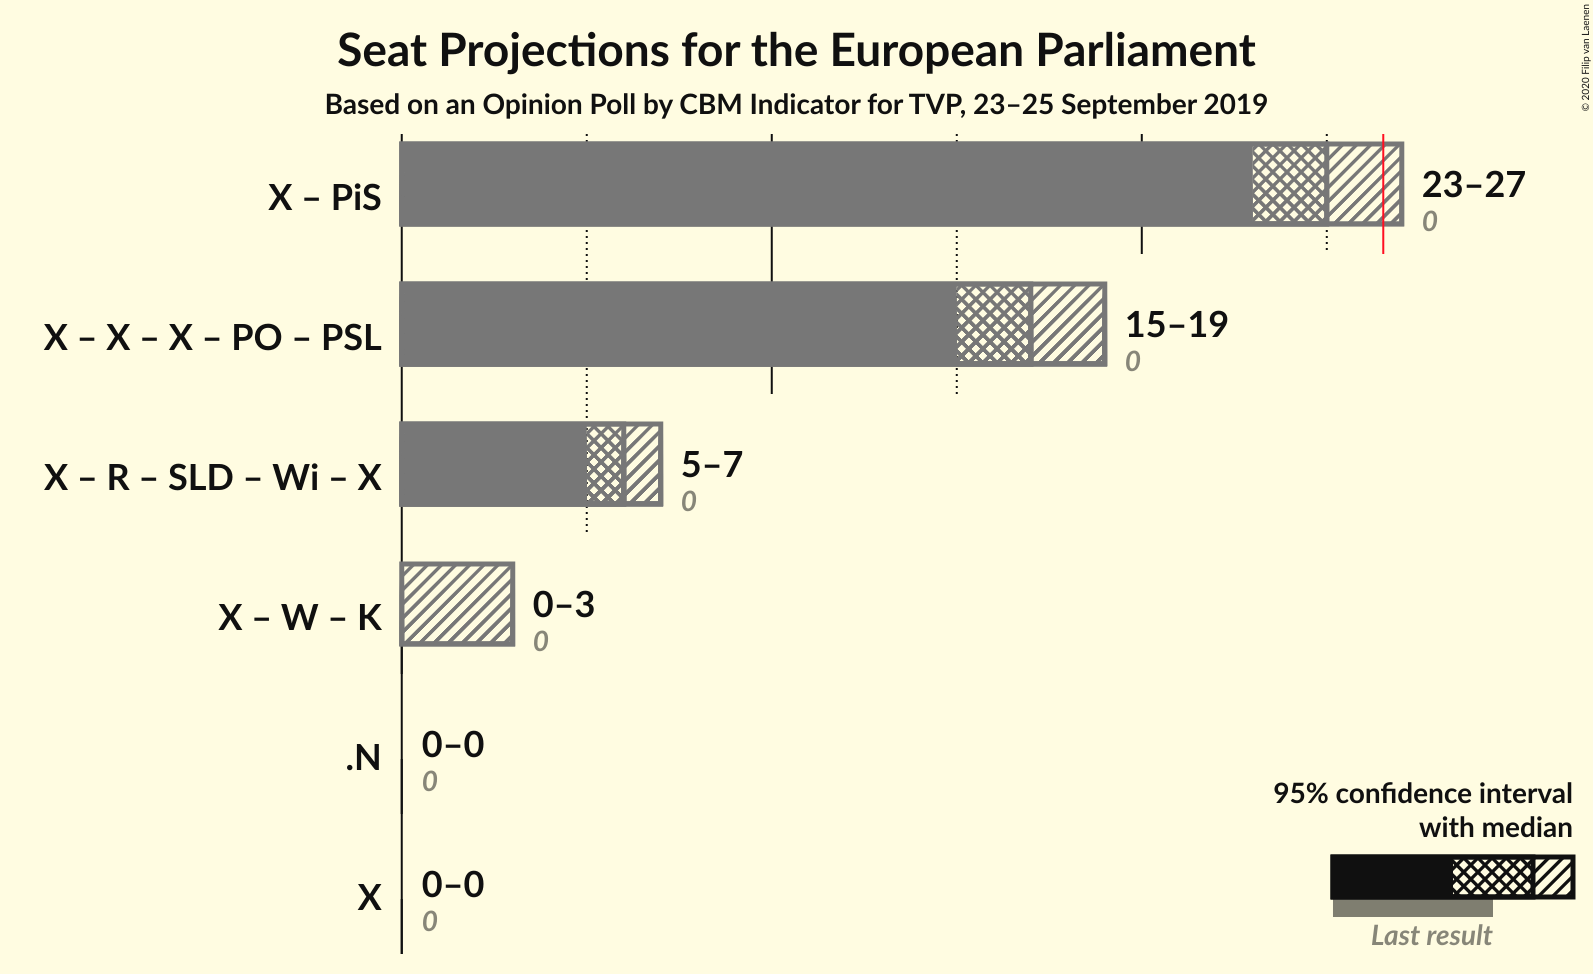 Seat Projections for the European Parliament
Based on an Opinion Poll by CBM Indicator for TVP, 23–25 September 2019
© 2020 Filip van Laenen
X – PiS
23–27
0
X – X – X – PO – PSL
15–19
0
X – R – SLD – Wi – X
5–7
0
X – W – K
0–3
0
.N
0–0
0
X
0–0
0
95% confidence interval
with median
Last result